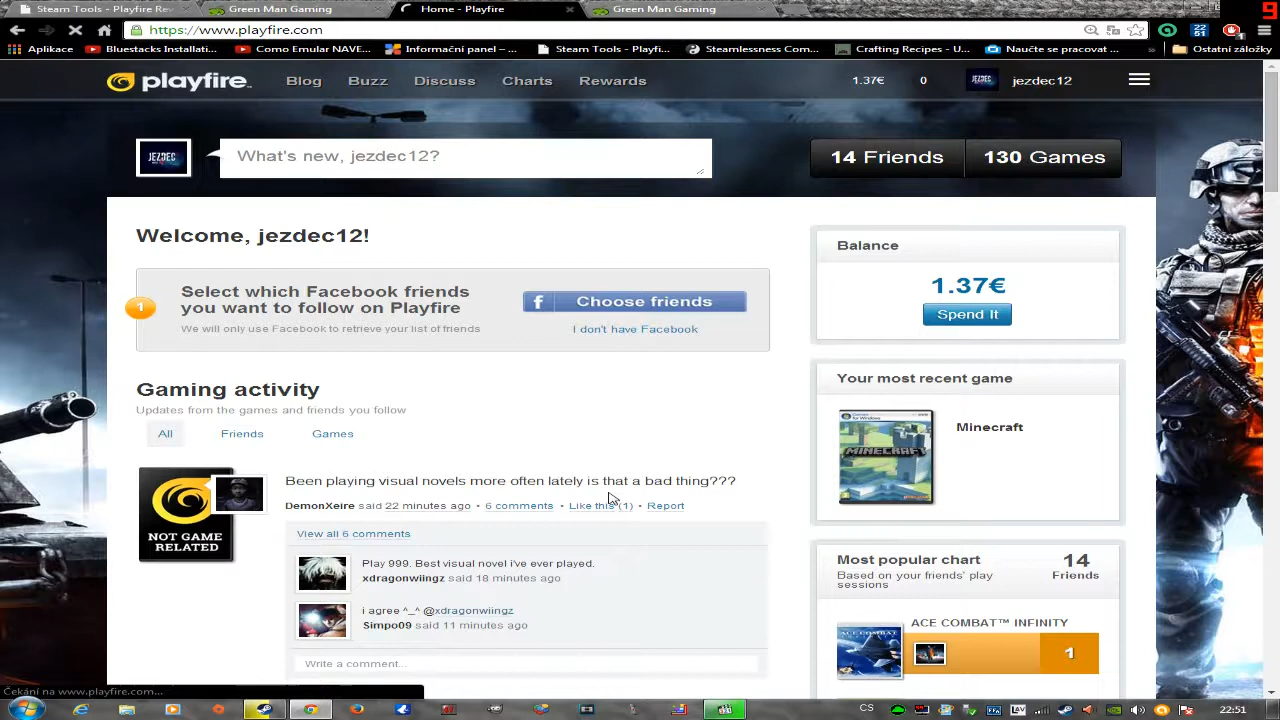 Steam Tools - Playfire Rev
Green Man Gaming
Home - Playfire
Green Man Gaming
9
https://www.playfire.com
Aplikace
Bluestacks Installati...
Como Emular NAVE...
Informační panel – ...
Steam Tools - Playfi...
Steamlessness Com...
Crafting Recipes - U...
Naučte se pracovat ...
Ostatní záložky
playfire
Blog
Buzz
Discuss
Charts
Rewards
1.37€
0
JEZDEC
jezdec12
JEZDEC
What's new, jezdec12?
14 Friends
130 Games
Welcome, jezdec12!
1
Select which Facebook friends
you want to follow on Playfire
We will only use Facebook to retrieve your list of friends
f Choose friends
I don't have Facebook
Balance
1.37€
Spend It
Your most recent game
MINECRAFT
Minecraft
Gaming activity
Updates from the games and friends you follow
All
Friends
Games
NOT GAME
RELATED
Been playing visual novels more often lately is that a bad thing???
DemonXeire said 22 minutes ago • 6 comments • Like this (1) • Report
View all 6 comments
Play 999. Best visual novel i've ever played.
xdragonwiingz said 18 minutes ago
i agree ^_^ @xdragonwiingz
Simpo09 said 11 minutes ago
Write a comment...
Most popular chart
Based on your friends' play
sessions
14
Friends
ACE COMBAT™ INFINITY
1
Čekání na www.playfire.com...
CS
LAV
22:51